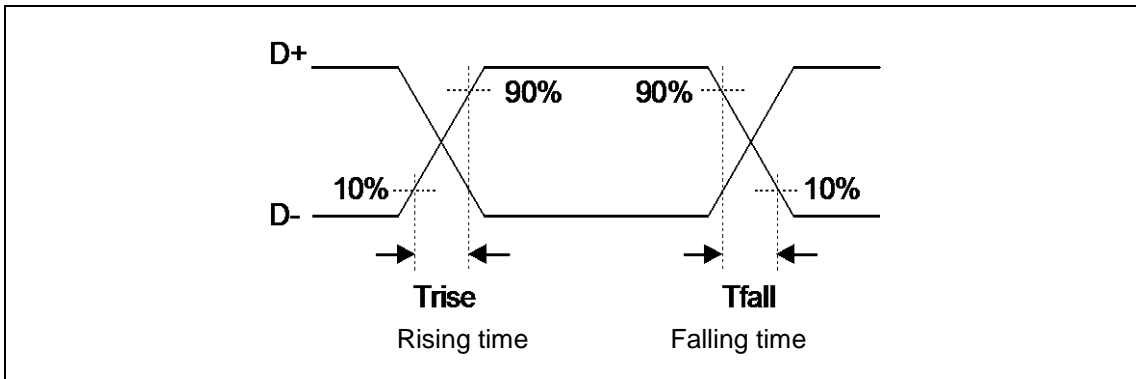 D+
90% 90%
10% 10%
D-
Trise Tfall
Rising time Falling time